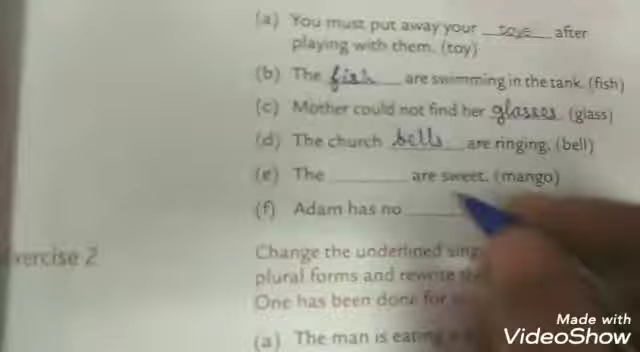 (a) You must put away your toys after
playing with them. (toy)
(b) The fish are swimming in the tank. (fish)
(c) Mother could not find her glasses. (glass)
(d) The church bells are ringing. (bell)
(e) The ______ are sweet. (mango)
(f) Adam has no ______
Exercise 2
Change the underlined
plural forms and rewrite
One has been done for
(a) The man is eating
Made with
VideoShow